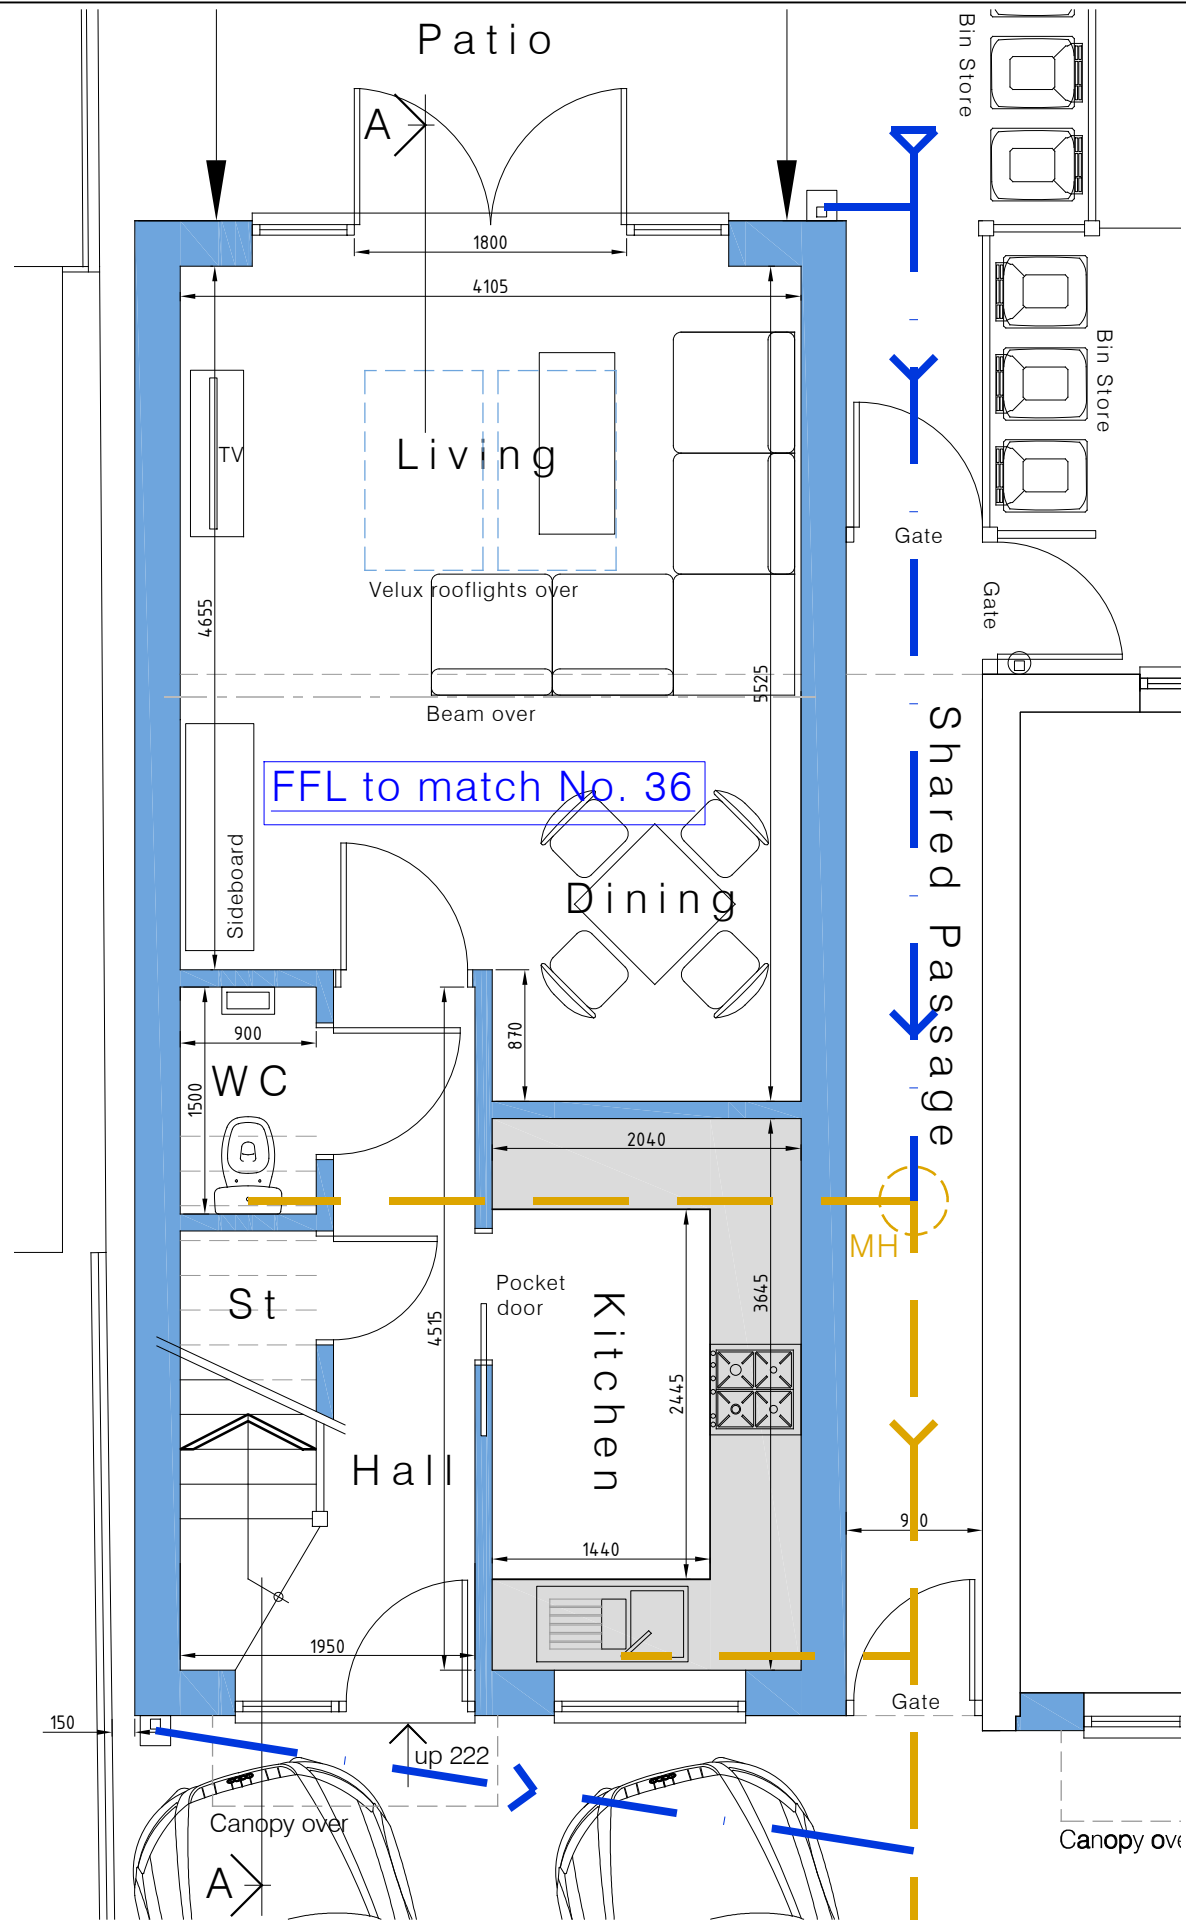 Patio
Bin Store
A
1800
4105
Bin Store
Living
TV
Gate
Velux rooflights over
Gate
4655
5525
Beam over
Shared Passage
FFL to match No. 36
Sideboard
Dining
870
900
WC
1500
2040
MH
Pocket
door
St
4515
3645
Kitchen
2445
Hall
1440
1950
Gate
150
up 222
Canopy over
Canopy ove
A